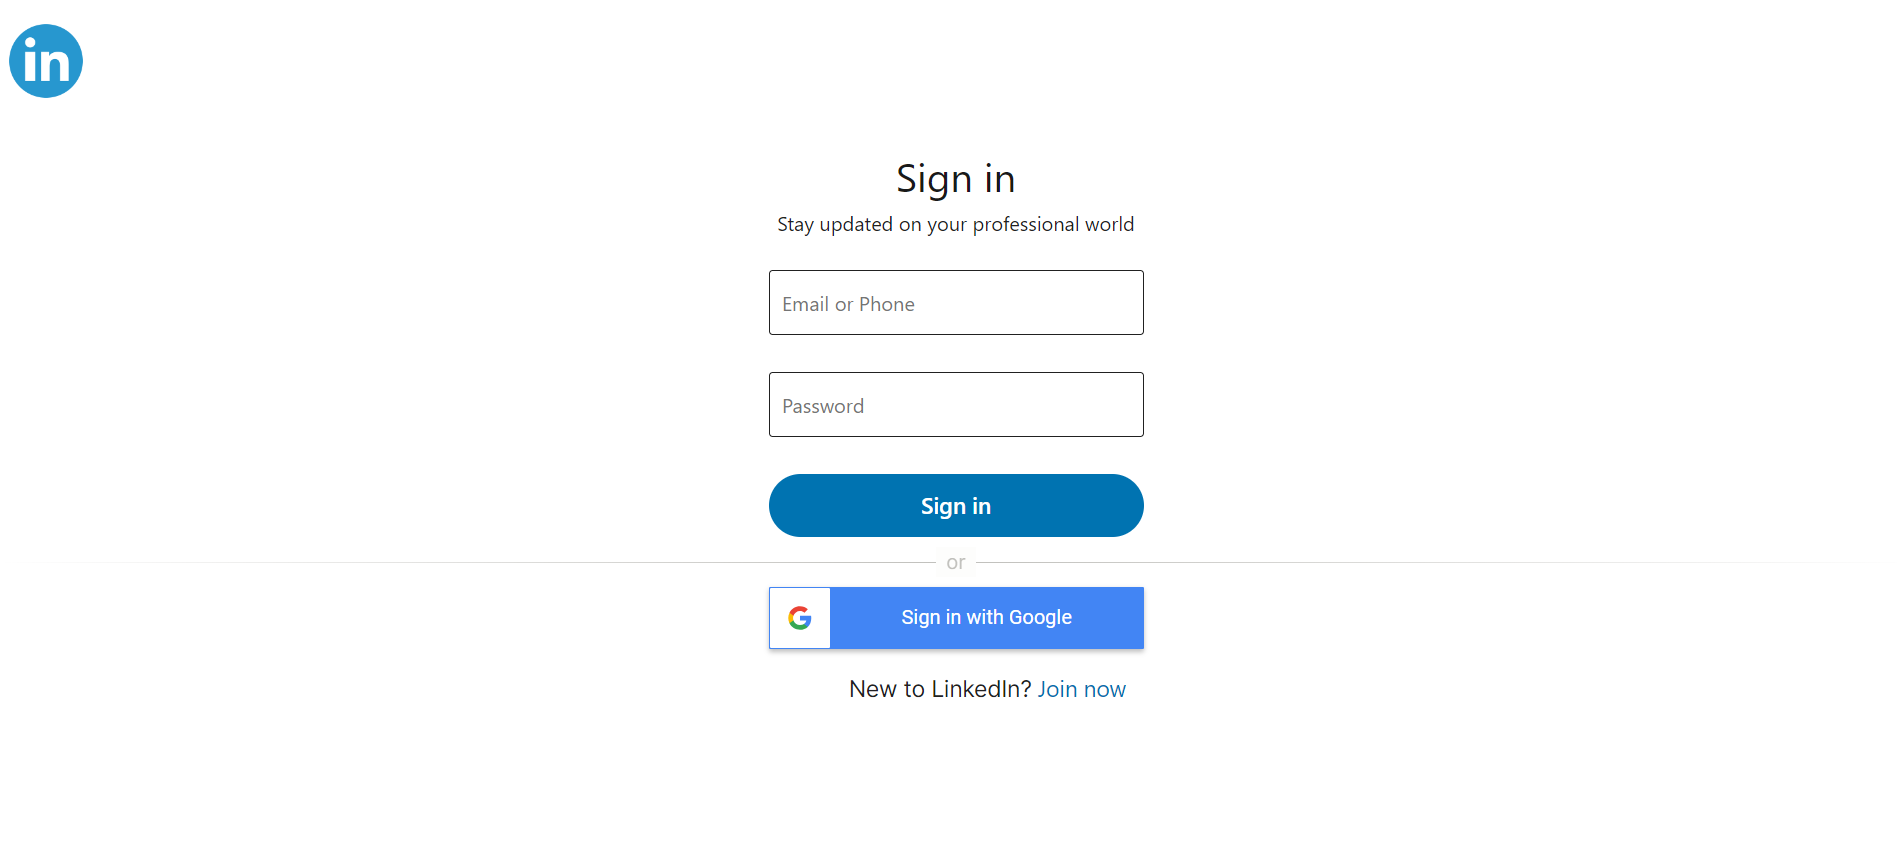 in
Sign in
Stay updated on your professional world
Email or Phone
Password
Sign in
or
G Sign in with Google
New to LinkedIn? Join now